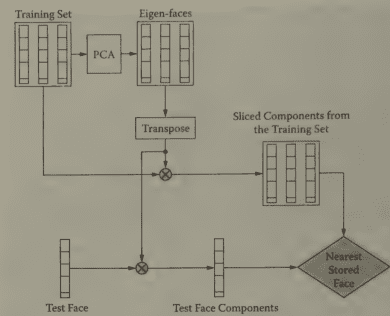 Training Set
Eigen-faces
PCA
Transpose
Sliced Components from
the Training Set
Nearest
Stored
Face
Test Face
Test Face Components